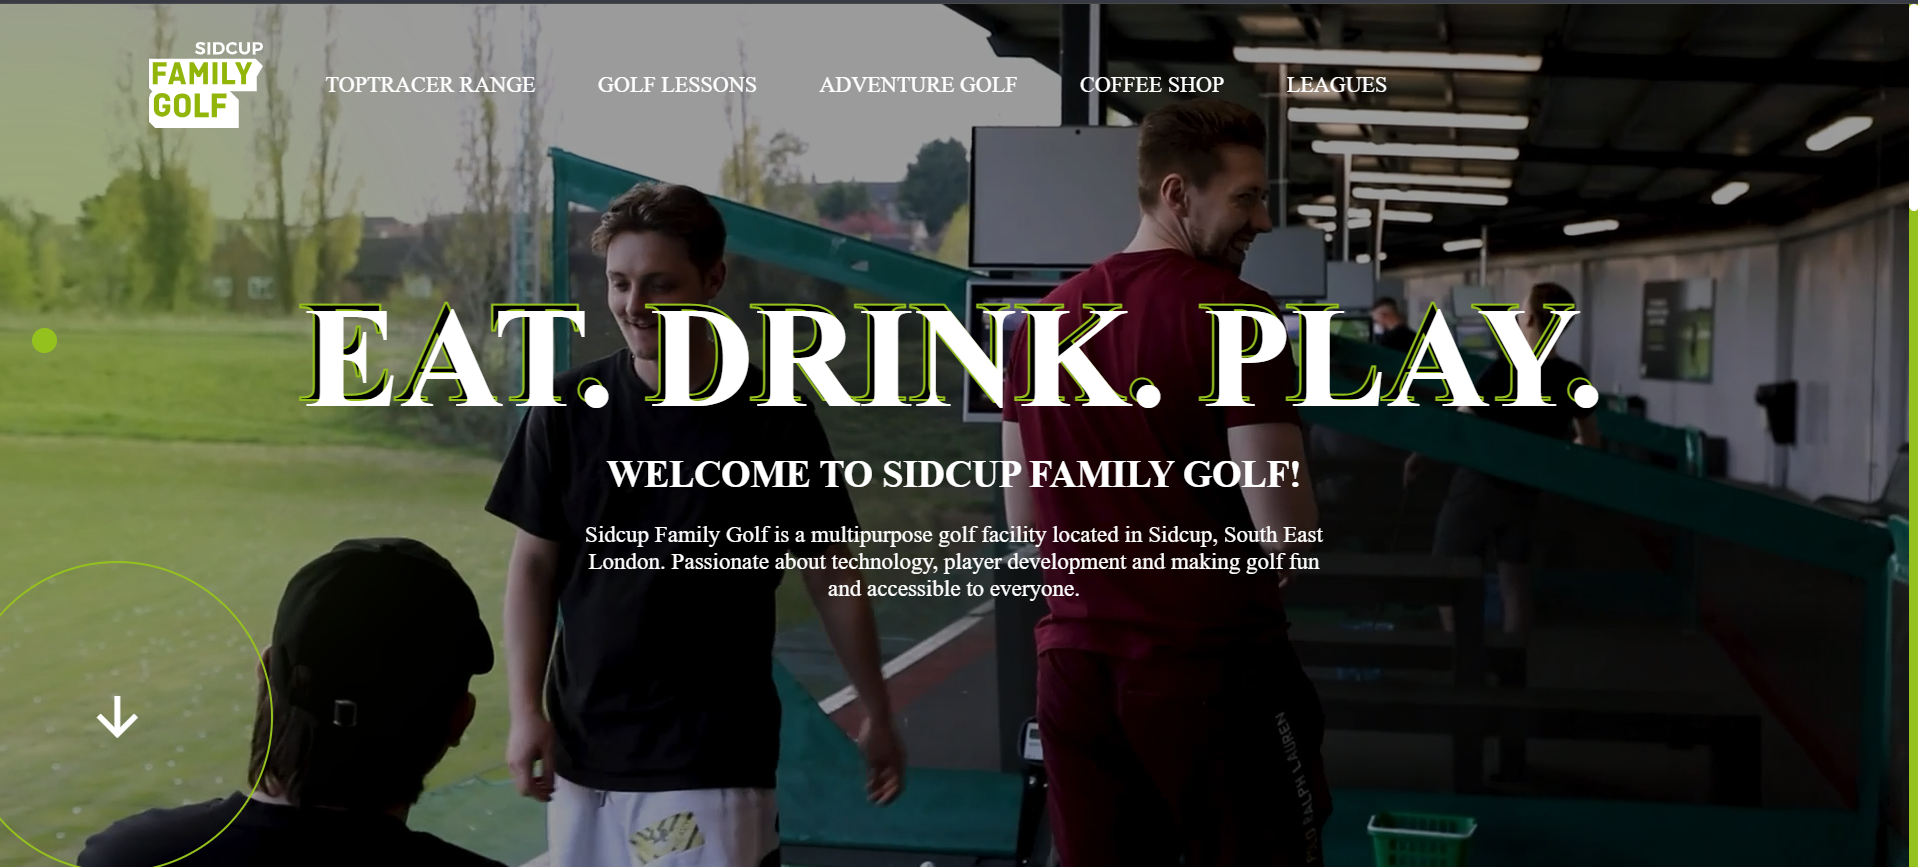 SIDCUP
FAMILY
GOLF
TOPTRACER RANGE
GOLF LESSONS
ADVENTURE GOLF
COFFEE SHOP
LEAGUES
EAT. DRINK. PLAY.
WELCOME TO SIDCUP FAMILY GOLF!
Sidcup Family Golf is a multipurpose golf facility located in Sidcup, South East
London. Passionate about technology, player development and making golf fun
and accessible to everyone.
POLO RALPH LAUREN